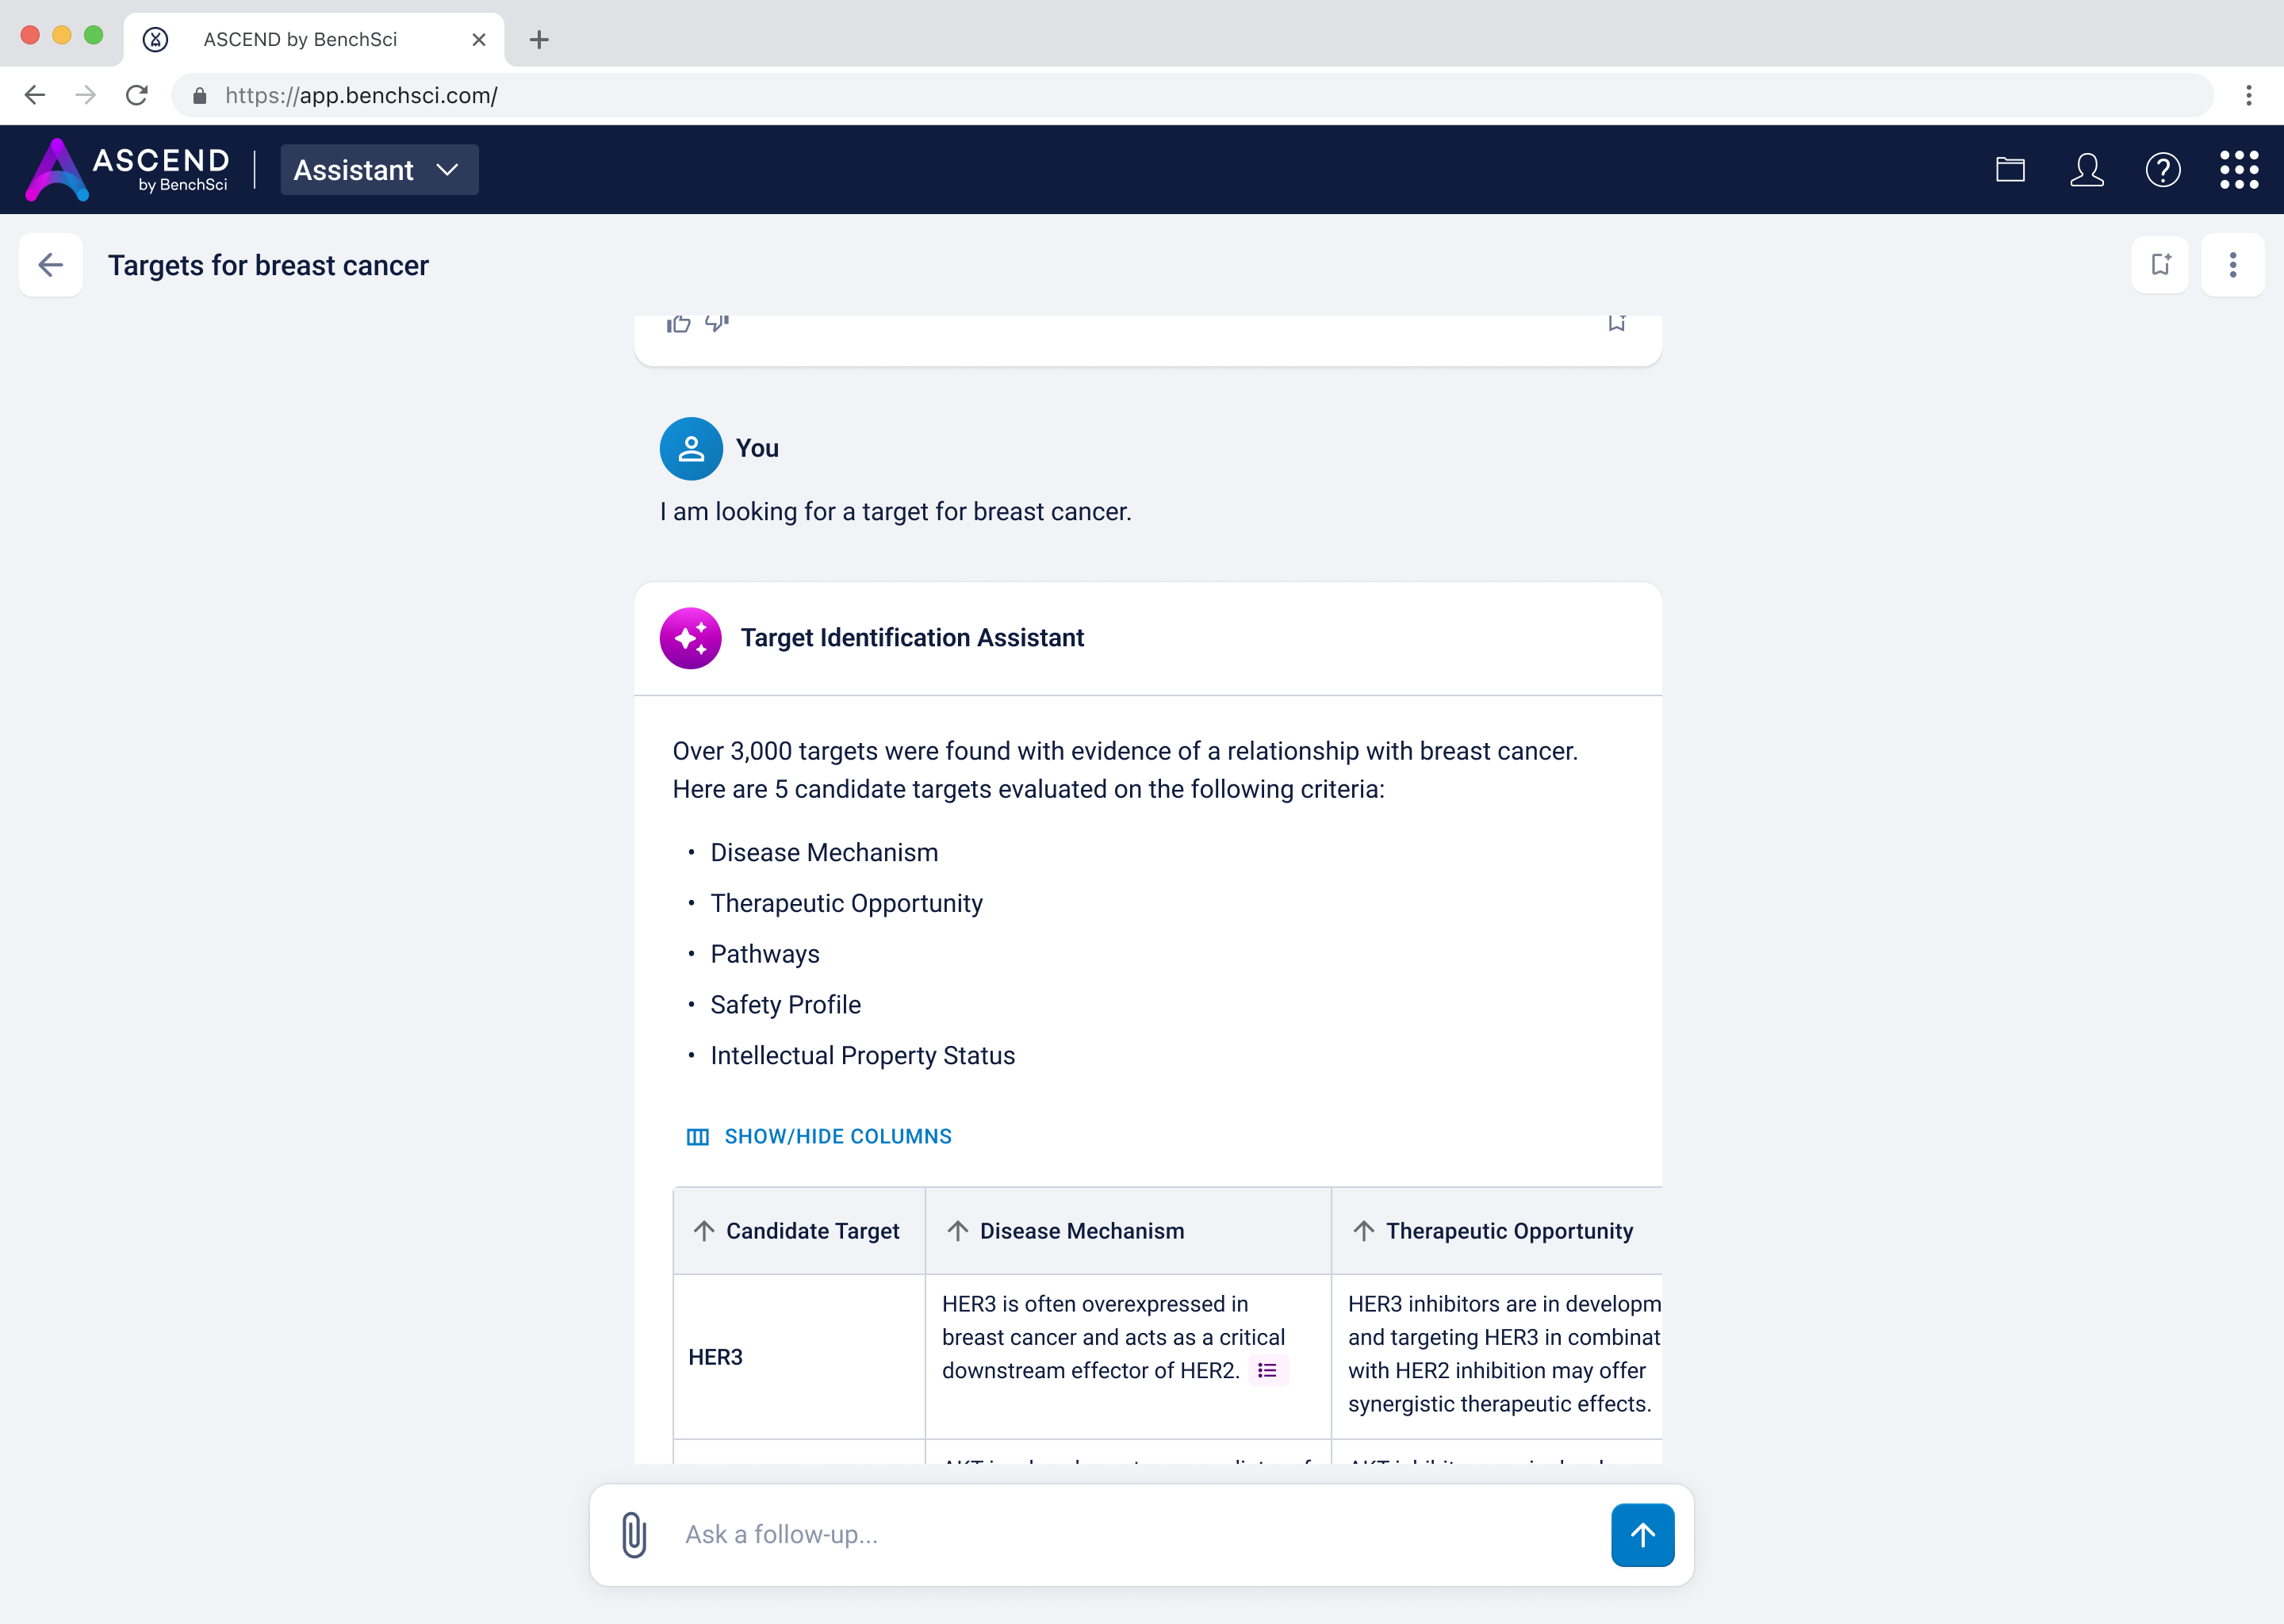 ASCEND by BenchSci
https://app.benchsci.com/
ASCEND
by BenchSci
Assistant
Targets for breast cancer
You
I am looking for a target for breast cancer.
Target Identification Assistant
Over 3,000 targets were found with evidence of a relationship with breast cancer.
Here are 5 candidate targets evaluated on the following criteria:
• Disease Mechanism
• Therapeutic Opportunity
• Pathways
• Safety Profile
• Intellectual Property Status
SHOW/HIDE COLUMNS
Candidate Target
Disease Mechanism
Therapeutic Opportunity
HER3
HER3 is often overexpressed in
breast cancer and acts as a critical
downstream effector of HER2.
HER3 inhibitors are in developm
and targeting HER3 in combinat
with HER2 inhibition may offer
synergistic therapeutic effects.
Ask a follow-up...